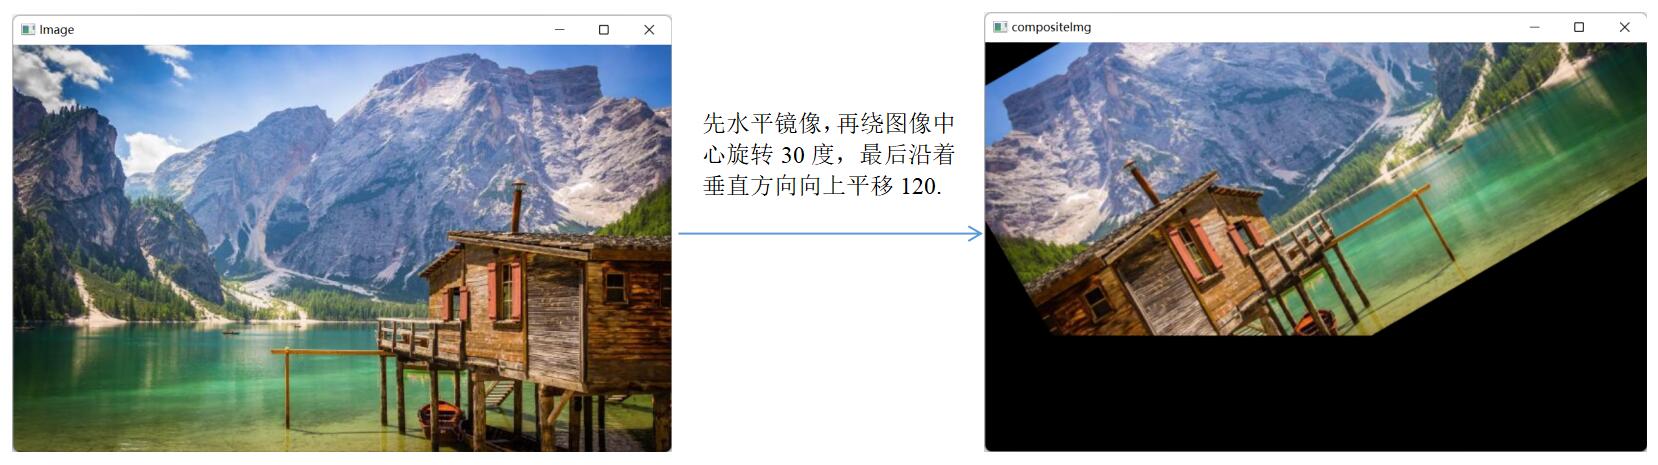 Image
compositeImg
先水平镜像，再绕图像中
心旋转 30 度，最后沿着
垂直方向向上平移 120.